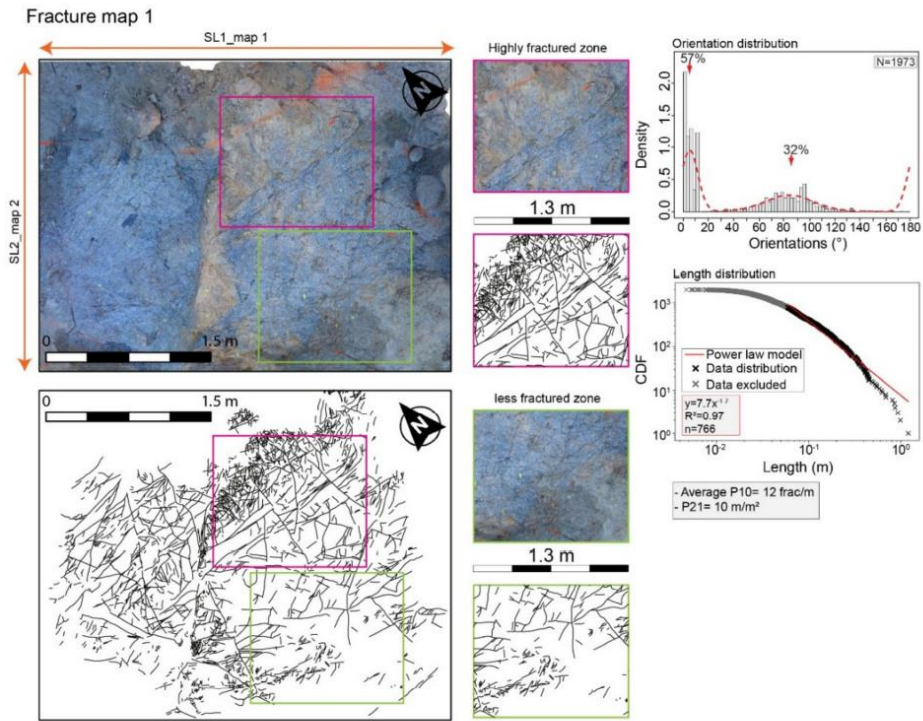 Fracture map 1
SL1_map 1
SL2_map 2
N
0
1.5 m
0
1.5 m
N
Highly fractured zone
1.3 m
less fractured zone
1.3 m
Orientation distribution
57%
N=1973
32%
Density
2.0
1.5
1.0
0.5
0.0
0 20 40 60 80 100 120 140 160 180
Orientations (°)
Length distribution
CDF
10³
10²
10¹
10⁰
Power law model
Data distribution
Data excluded
R²=0.97
n=766
10⁻² 10⁻¹ 10⁰
Length (m)
- Average P10= 12 frac/m
- P21= 10 m/m²